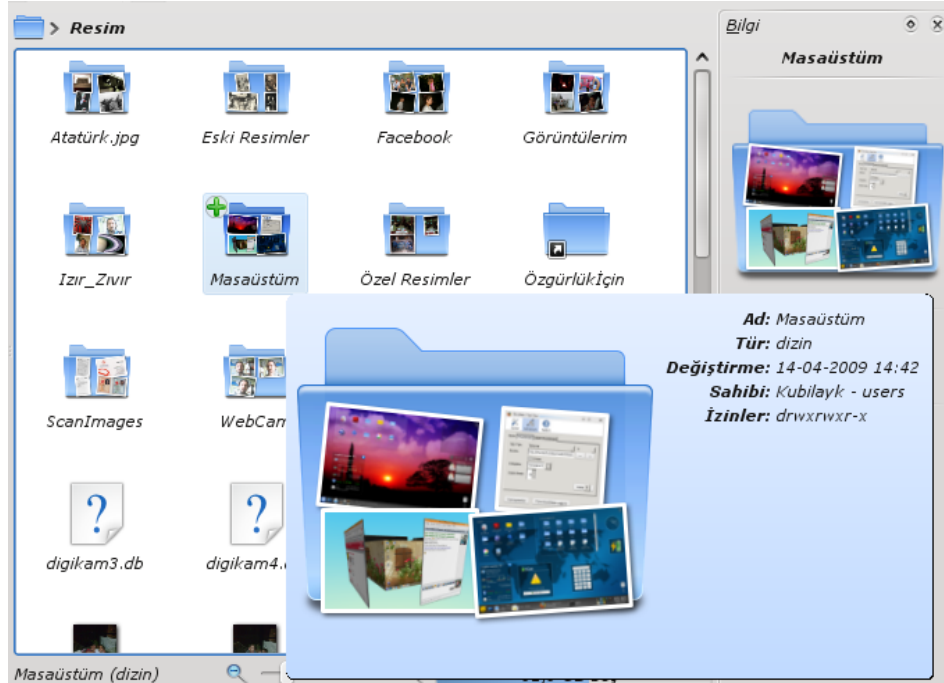 Resim
Bilgi
Masaüstüm
Atatürk.jpg
Eski Resimler
Facebook
Görüntülerim
Izır_Zıvır
Masaüstüm
Özel Resimler
Özgürlükİçin
Ad: Masaüstüm
Tür: dizin
Değiştirme: 14-04-2009 14:42
Sahibi: Kubilayk - users
İzinler: drwxrwxr-x
ScanImages
WebCam
digikam3.db
digikam4.
Masaüstüm (dizin)